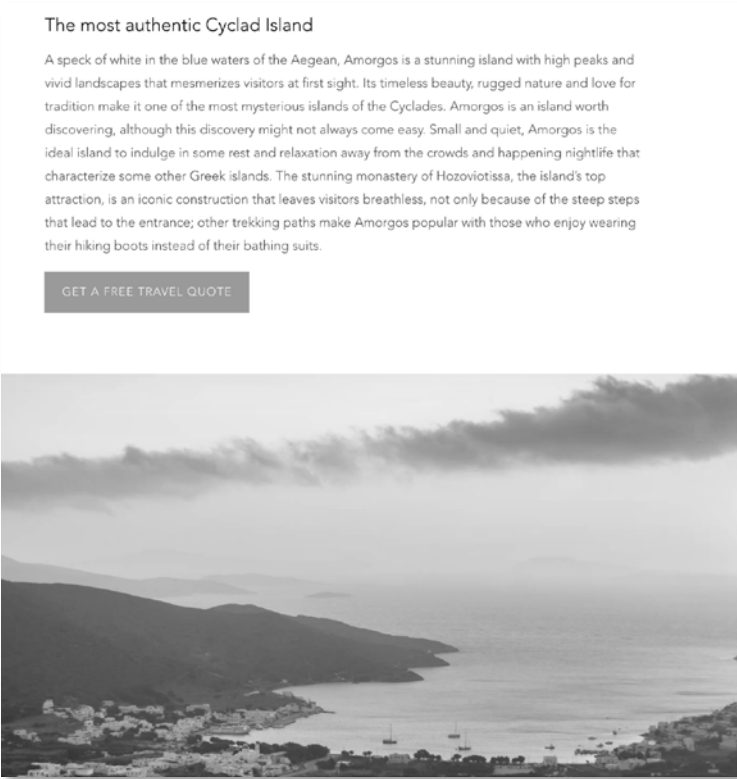 The most authentic Cyclad Island
A speck of white in the blue waters of the Aegean, Amorgos is a stunning island with high peaks and
vivid landscapes that mesmerizes visitors at first sight. Its timeless beauty, rugged nature and love for
tradition make it one of the most mysterious islands of the Cyclades. Amorgos is an island worth
discovering, although this discovery might not always come easy. Small and quiet, Amorgos is the
ideal island to indulge in some rest and relaxation away from the crowds and happening nightlife that
characterize some other Greek islands. The stunning monastery of Hozoviotissa, the island's top
attraction, is an iconic construction that leaves visitors breathless, not only because of the steep steps
that lead to the entrance; other trekking paths make Amorgos popular with those who enjoy wearing
their hiking boots instead of their bathing suits.
GET A FREE TRAVEL QUOTE